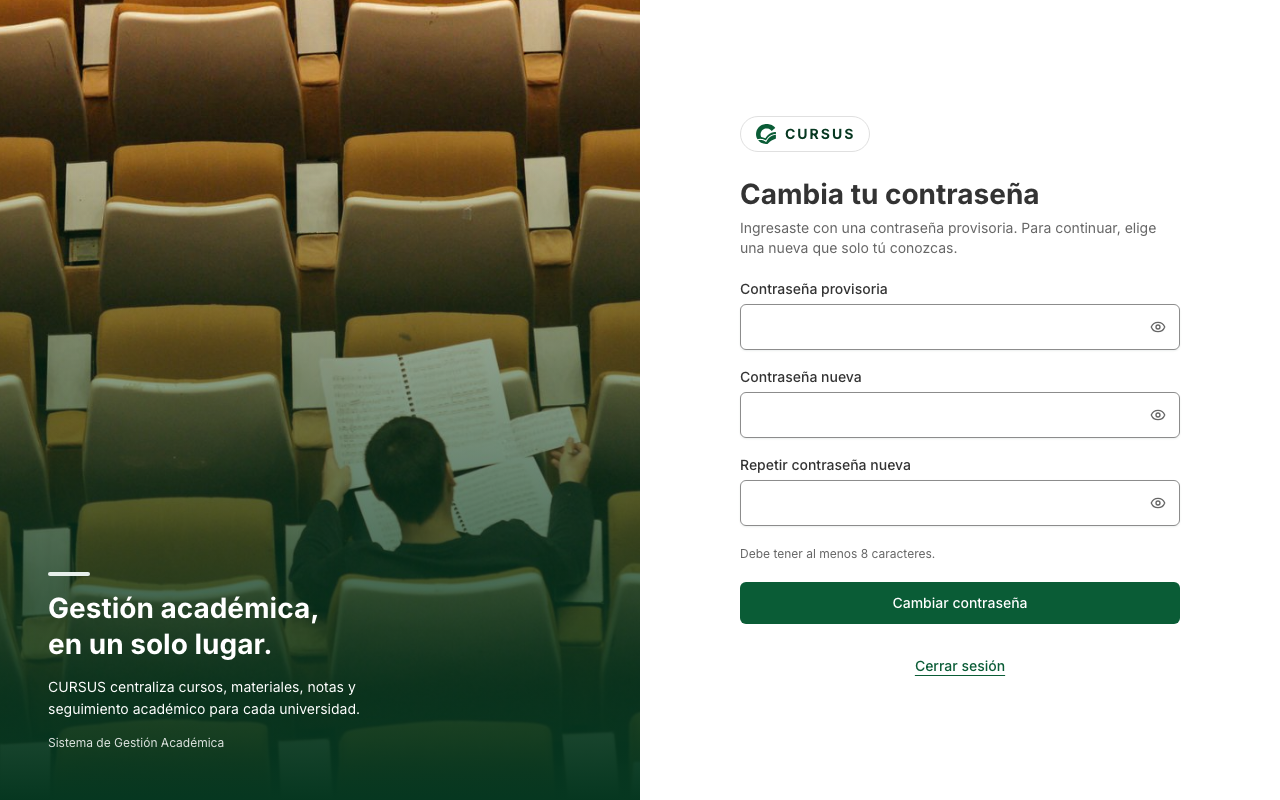 Gestión académica,
en un solo lugar.
CURSUS centraliza cursos, materiales, notas y
seguimiento académico para cada universidad.
Sistema de Gestión Académica
CURSUS
Cambia tu contraseña
Ingresaste con una contraseña provisoria. Para continuar, elige
una nueva que solo tú conozcas.
Contraseña provisoria
Contraseña nueva
Repetir contraseña nueva
Debe tener al menos 8 caracteres.
Cambiar contraseña
Cerrar sesión